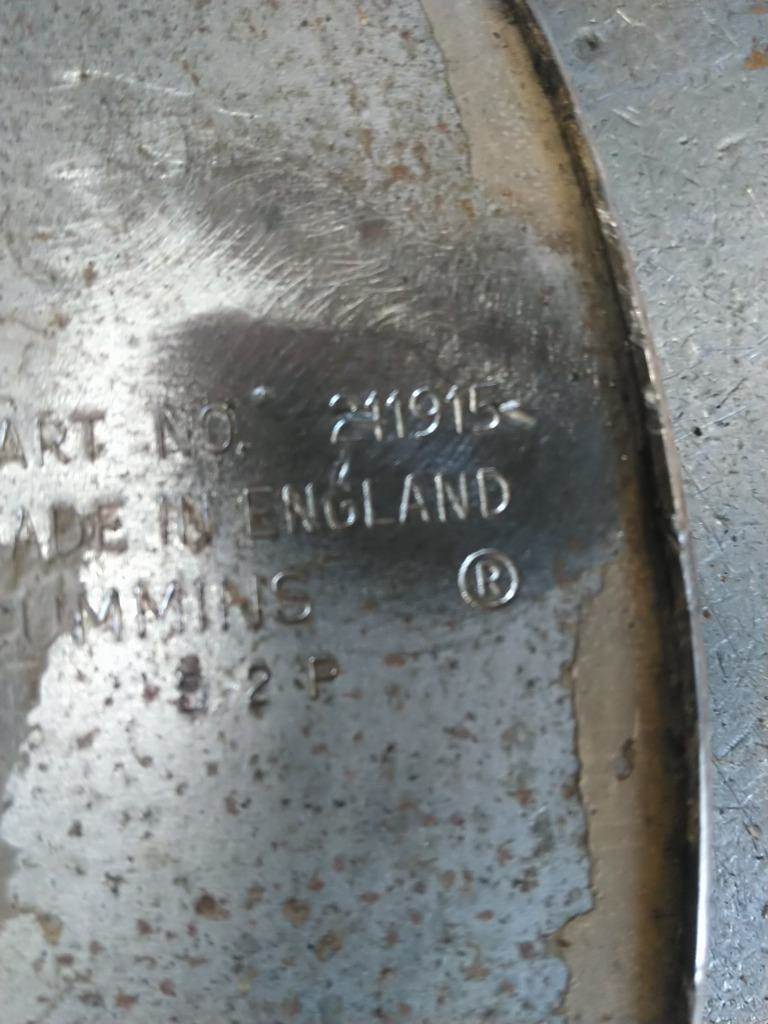 ART NO. 211915
ADE IN ENGLAND
UMMINS ®
2 P